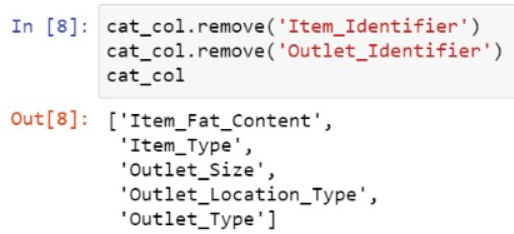 In [8]: cat_col.remove('Item_Identifier')
cat_col.remove('Outlet_Identifier')
cat_col
Out[8]: ['Item_Fat_Content',
'Item_Type',
'Outlet_Size',
'Outlet_Location_Type',
'Outlet_Type']